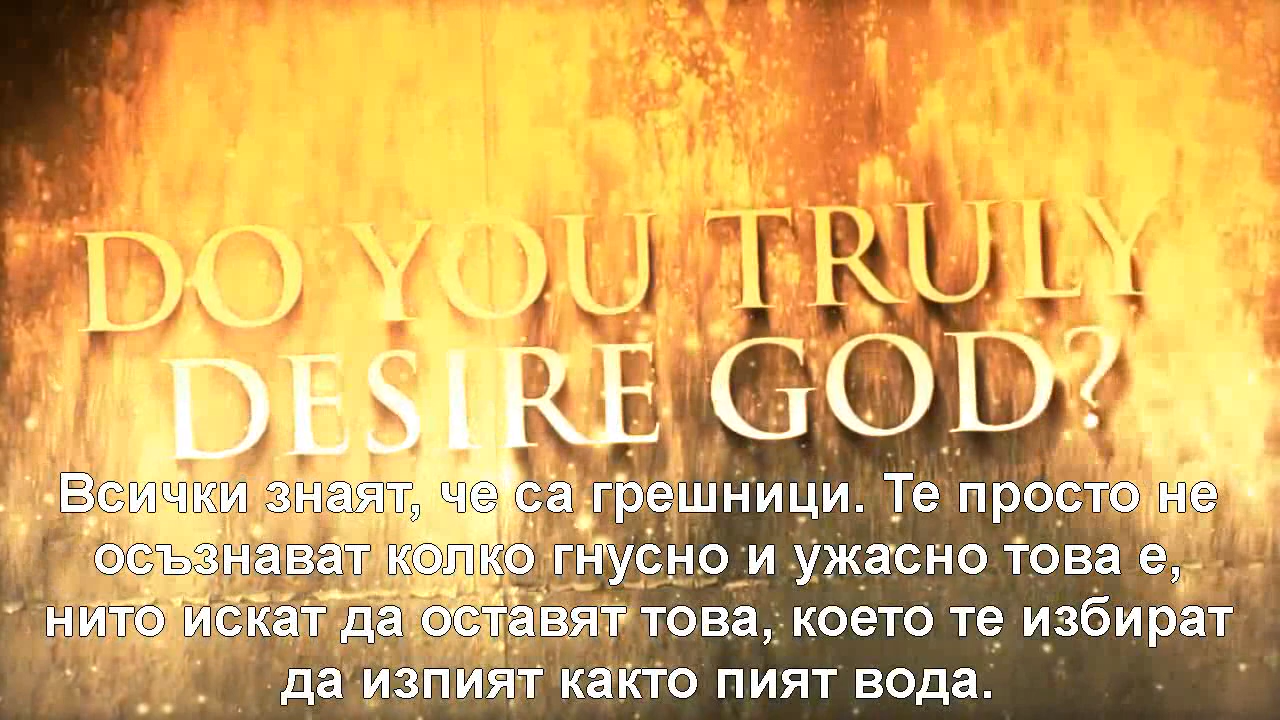 DO YOU TRULY
DESIRE GOD?
Всички знаят, че са грешници. Те просто не
осъзнават колко гнусно и ужасно това е,
нито искат да оставят това, което те избират
да изпият както пият вода.